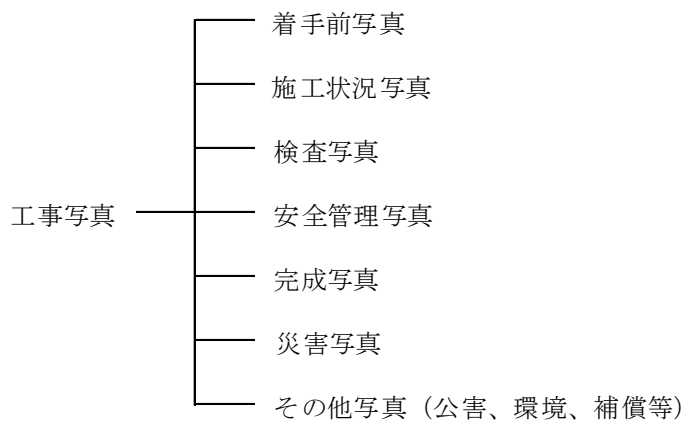 着手前写真
施工状況写真
検査写真
工事写真
安全管理写真
完成写真
災害写真
その他写真（公害、環境、補償等）